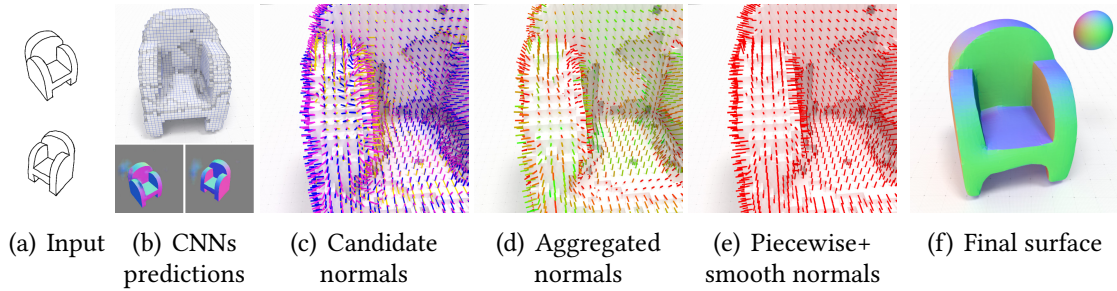 (a) Input
(b) CNNs
predictions
(c) Candidate
normals
(d) Aggregated
normals
(e) Piecewise+
smooth normals
(f) Final surface